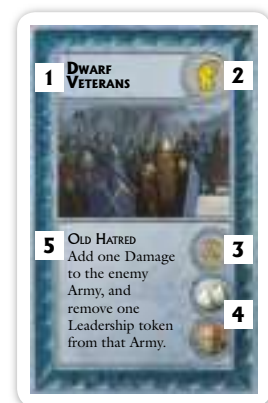 1 DWARF 2
VETERANS
5 OLD HATRED
Add one Damage 3
to the enemy
Army, and
remove one 4
Leadership token
from that Army.